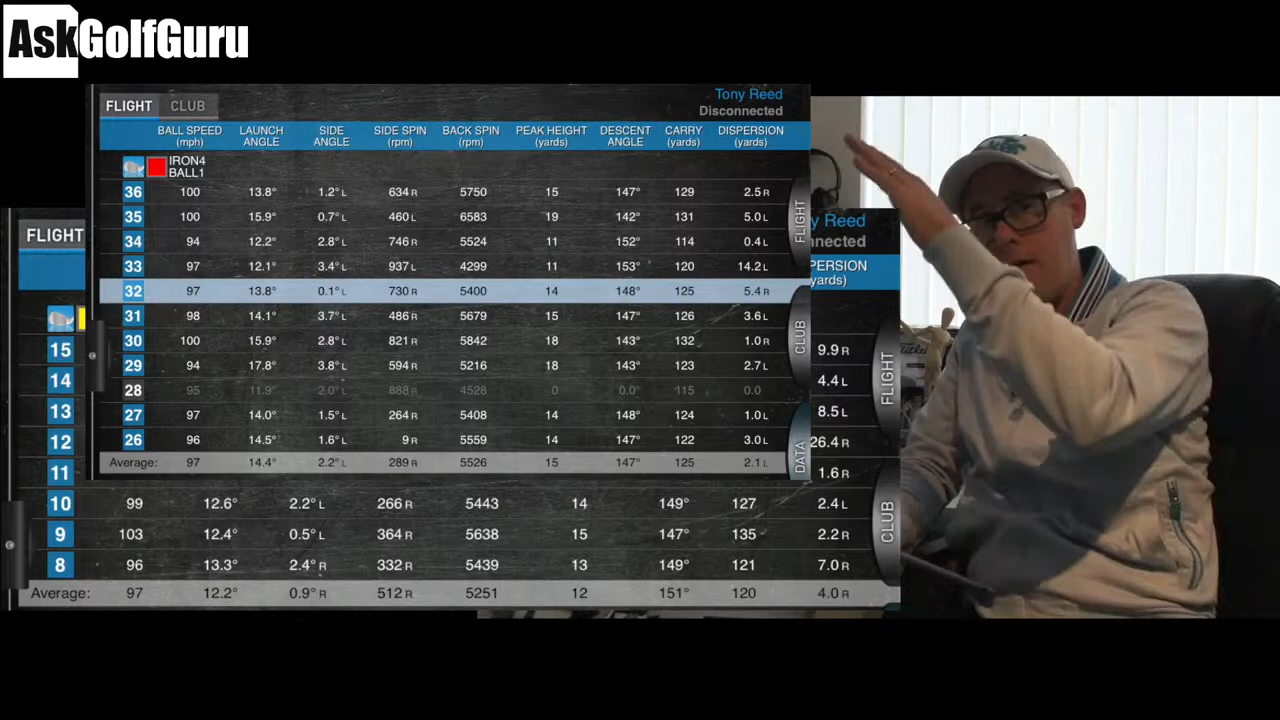 AskGolfGuru
FLIGHT CLUB
Tony Reed
Disconnected
BALL SPEED (mph) LAUNCH ANGLE SIDE ANGLE SIDE SPIN (rpm) BACK SPIN (rpm) PEAK HEIGHT (yards) DESCENT ANGLE CARRY (yards) DISPERSION (yards)
IRON4
BALL1
36 100 13.8° 1.2° L 634 R 5750 15 147° 129 2.5 R
35 100 15.9° 0.7° L 460 L 6583 19 142° 131 5.0 L
34 94 12.2° 2.8° L 746 R 5524 11 152° 114 0.4 L
33 97 12.1° 3.4° L 937 L 4299 11 153° 120 14.2 L
32 97 13.8° 0.1° L 730 R 5400 14 148° 125 5.4 R
31 98 14.1° 3.7° L 486 R 5679 15 147° 126 3.6 L
30 100 15.9° 2.8° L 821 R 5842 18 143° 132 1.0 R
29 94 17.8° 3.8° L 594 R 5216 18 143° 123 2.7 L
28 95 11.9° 2.0° L 888 R 4528 0 0.0° 115 0.0
27 97 14.0° 1.5° L 264 R 5408 14 148° 124 1.0 L
26 96 14.5° 1.6° L 9 R 5559 14 147° 122 3.0 L
Average: 97 14.4° 2.2° L 289 R 5526 15 147° 125 2.1 L
FLIGHT
CLUB
DATA
FLIGHT
y Reed
nnected
PERSION
yards)
15 9.9 R
14 4.4 L
13 8.5 L
12 26.4 R
11 1.6 R
10 99 12.6° 2.2° L 266 R 5443 14 149° 127 2.4 L
9 103 12.4° 0.5° L 364 R 5638 15 147° 135 2.2 R
8 96 13.3° 2.4° R 332 R 5439 13 149° 121 7.0 R
Average: 97 12.2° 0.9° R 512 R 5251 12 151° 120 4.0 R
FLIGHT
CLUB